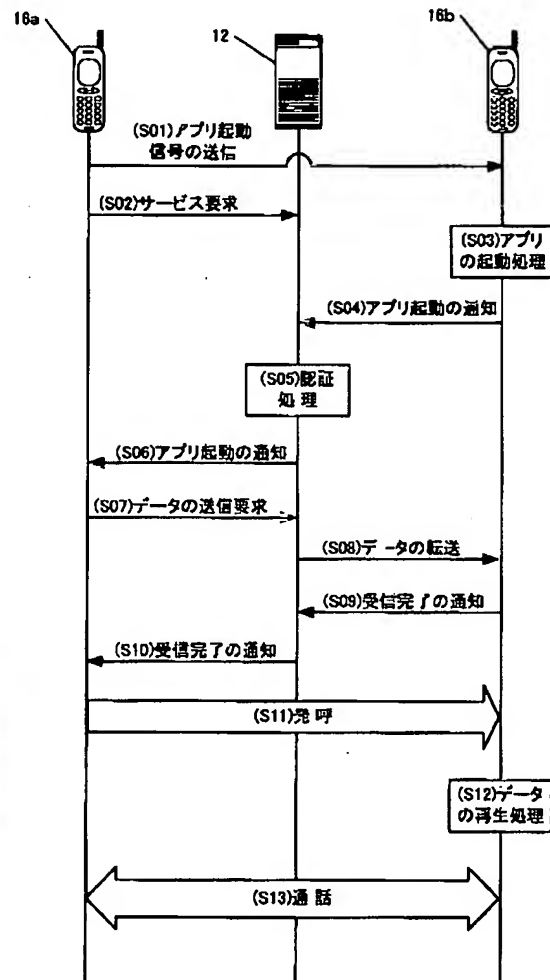 16a
12
16b
(S01)アプリ起動
信号の送信
(S02)サービス要求
(S03)アプリ
の起動処理
(S04)アプリ起動の通知
(S05)認証
処 理
(S06)アプリ起動の通知
(S07)データの送信要求
(S08)データの転送
(S09)受信完了の通知
(S10)受信完了の通知
(S11)発 呼
(S12)データ
の再生処理
(S13)通 話